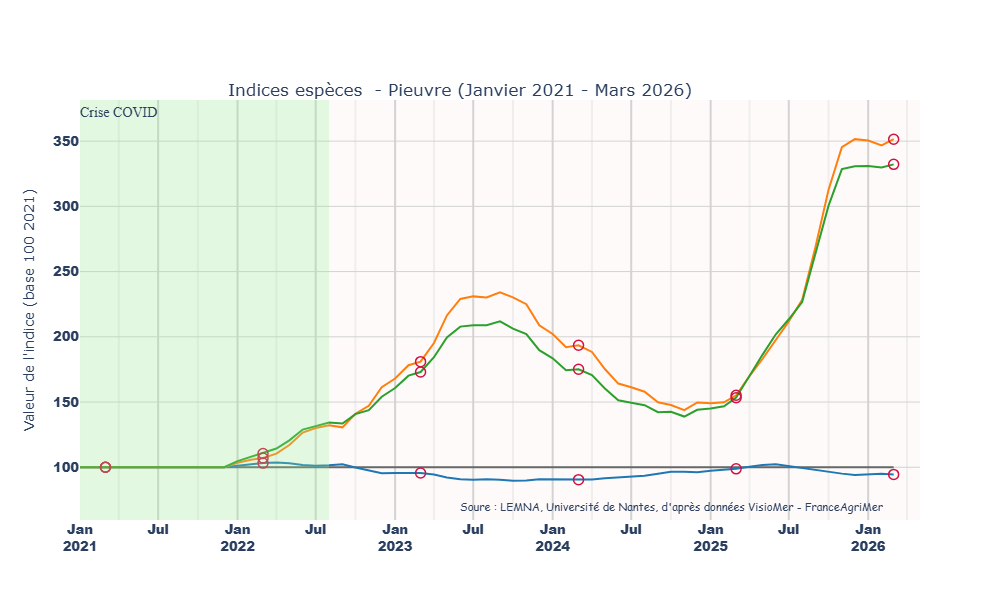 Indices espèces - Pieuvre (Janvier 2021 - Mars 2026)
Crise COVID
Valeur de l'indice (base 100 2021)
350
300
250
200
150
100
Soure : LEMNA, Université de Nantes, d'après données VisioMer - FranceAgriMer
Jan Jul Jan Jul Jan Jul Jan Jul Jan Jul Jan
2021 2022 2023 2024 2025 2026